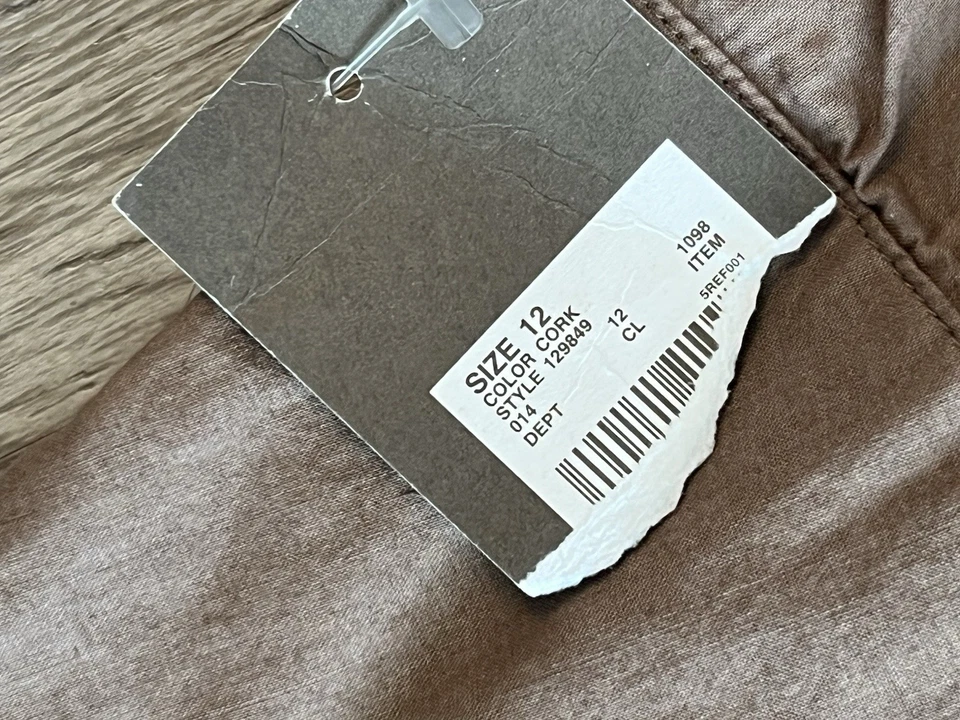 SIZE 12
COLOR CORK
STYLE 129849
014 12 1098
DEPT CL ITEM
5REF001